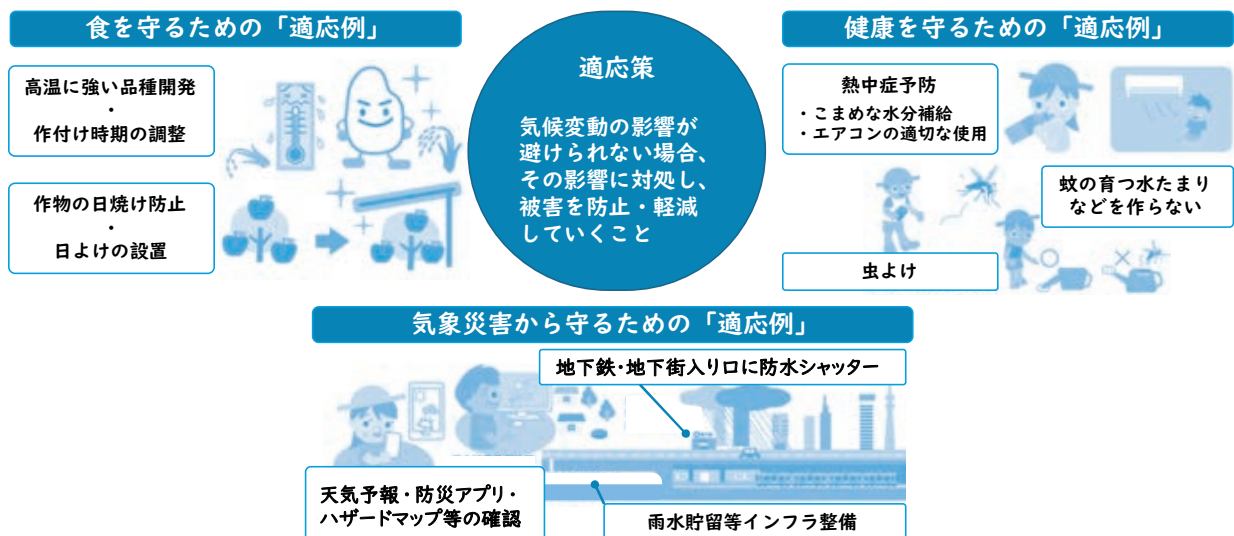 食を守るための「適応例」
高温に強い品種開発
・
作付け時期の調整
作物の日焼け防止
・
日よけの設置
適応策
気候変動の影響が
避けられない場合、
その影響に対処し、
被害を防止・軽減
していくこと
健康を守るための「適応例」
熱中症予防
・こまめな水分補給
・エアコンの適切な使用
蚊の育つ水たまり
などを作らない
虫よけ
気象災害から守るための「適応例」
地下鉄・地下街入り口に防水シャッター
天気予報・防災アプリ・
ハザードマップ等の確認
雨水貯留等インフラ整備